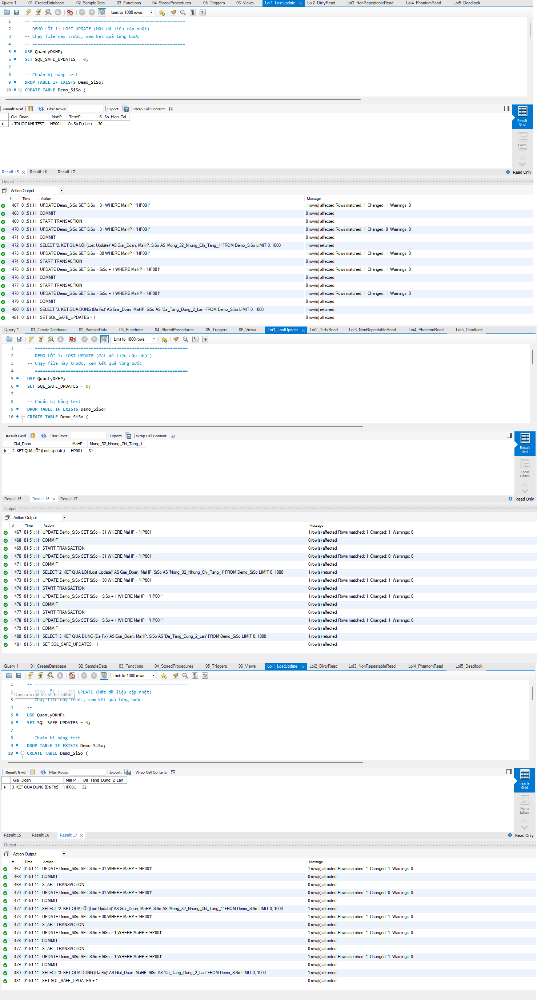 Query 1 01_CreateDatabase 02_SampleData 03_Functions 04_StoredProcedures 05_Triggers 06_Views Loi1_LostUpdate Loi2_DirtyRead Loi3_NonRepeatableRead Loi4_PhantomRead Loi5_Deadlock
Limit to 1000 rows
1 -- ============================================================
2 -- DEMO LỖI 1: LOST UPDATE (Mất dữ liệu cập nhật)
3 -- Chạy file này trước, xem kết quả từng bước
4 -- ============================================================
5 USE QuanLyDKHP;
6 SET SQL_SAFE_UPDATES = 0;
7
8 -- Chuẩn bị bảng test
9 DROP TABLE IF EXISTS Demo_SiSo;
10 CREATE TABLE Demo_SiSo (
Result Grid Filter Rows: Export: Wrap Cell Content:
Giai_Doan MaHP TenHP Si_So_Hien_Tai
1. TRUOC KHI TEST HP001 Co So Du Lieu 30
Result Grid
Form Editor
Result 15 Result 16 Result 17 Read Only
Output
Action Output
# Time Action Message
467 01:51:11 UPDATE Demo_SiSo SET SiSo = 31 WHERE MaHP = 'HP001' 1 row(s) affected Rows matched: 1 Changed: 1 Warnings: 0
468 01:51:11 COMMIT 0 row(s) affected
469 01:51:11 START TRANSACTION 0 row(s) affected
470 01:51:11 UPDATE Demo_SiSo SET SiSo = 31 WHERE MaHP = 'HP001' 0 row(s) affected Rows matched: 1 Changed: 0 Warnings: 0
471 01:51:11 COMMIT 0 row(s) affected
472 01:51:11 SELECT '2. KET QUA LỖI (Lost Update)' AS Giai_Doan, MaHP, SiSo AS 'Mong_32_Nhung_Chi_Tang_1' FROM Demo_SiSo LIMIT 0, 1000 1 row(s) returned
473 01:51:11 UPDATE Demo_SiSo SET SiSo = 30 WHERE MaHP = 'HP001' 1 row(s) affected Rows matched: 1 Changed: 1 Warnings: 0
474 01:51:11 START TRANSACTION 0 row(s) affected
475 01:51:11 UPDATE Demo_SiSo SET SiSo = SiSo + 1 WHERE MaHP = 'HP001' 1 row(s) affected Rows matched: 1 Changed: 1 Warnings: 0
476 01:51:11 COMMIT 0 row(s) affected
477 01:51:11 START TRANSACTION 0 row(s) affected
478 01:51:11 UPDATE Demo_SiSo SET SiSo = SiSo + 1 WHERE MaHP = 'HP001' 1 row(s) affected Rows matched: 1 Changed: 1 Warnings: 0
479 01:51:11 COMMIT 0 row(s) affected
480 01:51:11 SELECT '3. KET QUA DUNG (Da Fix)' AS Giai_Doan, MaHP, SiSo AS 'Da_Tang_Dung_2_Lan' FROM Demo_SiSo LIMIT 0, 1000 1 row(s) returned
481 01:51:11 SET SQL_SAFE_UPDATES = 1 0 row(s) affected
Query 1 01_CreateDatabase 02_SampleData 03_Functions 04_StoredProcedures 05_Triggers 06_Views Loi1_LostUpdate Loi2_DirtyRead Loi3_NonRepeatableRead Loi4_PhantomRead Loi5_Deadlock
Limit to 1000 rows
1 -- ============================================================
2 -- DEMO LỖI 1: LOST UPDATE (Mất dữ liệu cập nhật)
3 -- Chạy file này trước, xem kết quả từng bước
4 -- ============================================================
5 USE QuanLyDKHP;
6 SET SQL_SAFE_UPDATES = 0;
7
8 -- Chuẩn bị bảng test
9 DROP TABLE IF EXISTS Demo_SiSo;
10 CREATE TABLE Demo_SiSo (
Result Grid Filter Rows: Export: Wrap Cell Content:
Giai_Doan MaHP Mong_32_Nhung_Chi_Tang_1
2. KET QUA LỖI (Lost Update) HP001 31
Result Grid
Form Editor
Result 15 Result 16 Result 17 Read Only
Output
Action Output
# Time Action Message
467 01:51:11 UPDATE Demo_SiSo SET SiSo = 31 WHERE MaHP = 'HP001' 1 row(s) affected Rows matched: 1 Changed: 1 Warnings: 0
468 01:51:11 COMMIT 0 row(s) affected
469 01:51:11 START TRANSACTION 0 row(s) affected
470 01:51:11 UPDATE Demo_SiSo SET SiSo = 31 WHERE MaHP = 'HP001' 0 row(s) affected Rows matched: 1 Changed: 0 Warnings: 0
471 01:51:11 COMMIT 0 row(s) affected
472 01:51:11 SELECT '2. KET QUA LỖI (Lost Update)' AS Giai_Doan, MaHP, SiSo AS 'Mong_32_Nhung_Chi_Tang_1' FROM Demo_SiSo LIMIT 0, 1000 1 row(s) returned
473 01:51:11 UPDATE Demo_SiSo SET SiSo = 30 WHERE MaHP = 'HP001' 1 row(s) affected Rows matched: 1 Changed: 1 Warnings: 0
474 01:51:11 START TRANSACTION 0 row(s) affected
475 01:51:11 UPDATE Demo_SiSo SET SiSo = SiSo + 1 WHERE MaHP = 'HP001' 1 row(s) affected Rows matched: 1 Changed: 1 Warnings: 0
476 01:51:11 COMMIT 0 row(s) affected
477 01:51:11 START TRANSACTION 0 row(s) affected
478 01:51:11 UPDATE Demo_SiSo SET SiSo = SiSo + 1 WHERE MaHP = 'HP001' 1 row(s) affected Rows matched: 1 Changed: 1 Warnings: 0
479 01:51:11 COMMIT 0 row(s) affected
480 01:51:11 SELECT '3. KET QUA DUNG (Da Fix)' AS Giai_Doan, MaHP, SiSo AS 'Da_Tang_Dung_2_Lan' FROM Demo_SiSo LIMIT 0, 1000 1 row(s) returned
481 01:51:11 SET SQL_SAFE_UPDATES = 1 0 row(s) affected
Query 1 01_CreateDatabase 02_SampleData 03_Functions 04_StoredProcedures 05_Triggers 06_Views Loi1_LostUpdate Loi2_DirtyRead Loi3_NonRepeatableRead Loi4_PhantomRead Loi5_Deadlock
Limit to 1000 rows
1 -- ============================================================
2 -- DEMO LỖI 1: LOST UPDATE (Mất dữ liệu cập nhật)
Open a script file in this editor
3 -- Chạy file này trước, xem kết quả từng bước
4 -- ============================================================
5 USE QuanLyDKHP;
6 SET SQL_SAFE_UPDATES = 0;
7
8 -- Chuẩn bị bảng test
9 DROP TABLE IF EXISTS Demo_SiSo;
10 CREATE TABLE Demo_SiSo (
Result Grid Filter Rows: Export: Wrap Cell Content:
Giai_Doan MaHP Da_Tang_Dung_2_Lan
3. KET QUA DUNG (Da Fix) HP001 32
Result Grid
Form Editor
Result 15 Result 16 Result 17 Read Only
Output
Action Output
# Time Action Message
467 01:51:11 UPDATE Demo_SiSo SET SiSo = 31 WHERE MaHP = 'HP001' 1 row(s) affected Rows matched: 1 Changed: 1 Warnings: 0
468 01:51:11 COMMIT 0 row(s) affected
469 01:51:11 START TRANSACTION 0 row(s) affected
470 01:51:11 UPDATE Demo_SiSo SET SiSo = 31 WHERE MaHP = 'HP001' 0 row(s) affected Rows matched: 1 Changed: 0 Warnings: 0
471 01:51:11 COMMIT 0 row(s) affected
472 01:51:11 SELECT '2. KET QUA LỖI (Lost Update)' AS Giai_Doan, MaHP, SiSo AS 'Mong_32_Nhung_Chi_Tang_1' FROM Demo_SiSo LIMIT 0, 1000 1 row(s) returned
473 01:51:11 UPDATE Demo_SiSo SET SiSo = 30 WHERE MaHP = 'HP001' 1 row(s) affected Rows matched: 1 Changed: 1 Warnings: 0
474 01:51:11 START TRANSACTION 0 row(s) affected
475 01:51:11 UPDATE Demo_SiSo SET SiSo = SiSo + 1 WHERE MaHP = 'HP001' 1 row(s) affected Rows matched: 1 Changed: 1 Warnings: 0
476 01:51:11 COMMIT 0 row(s) affected
477 01:51:11 START TRANSACTION 0 row(s) affected
478 01:51:11 UPDATE Demo_SiSo SET SiSo = SiSo + 1 WHERE MaHP = 'HP001' 1 row(s) affected Rows matched: 1 Changed: 1 Warnings: 0
479 01:51:11 COMMIT 0 row(s) affected
480 01:51:11 SELECT '3. KET QUA DUNG (Da Fix)' AS Giai_Doan, MaHP, SiSo AS 'Da_Tang_Dung_2_Lan' FROM Demo_SiSo LIMIT 0, 1000 1 row(s) returned
481 01:51:11 SET SQL_SAFE_UPDATES = 1 0 row(s) affected